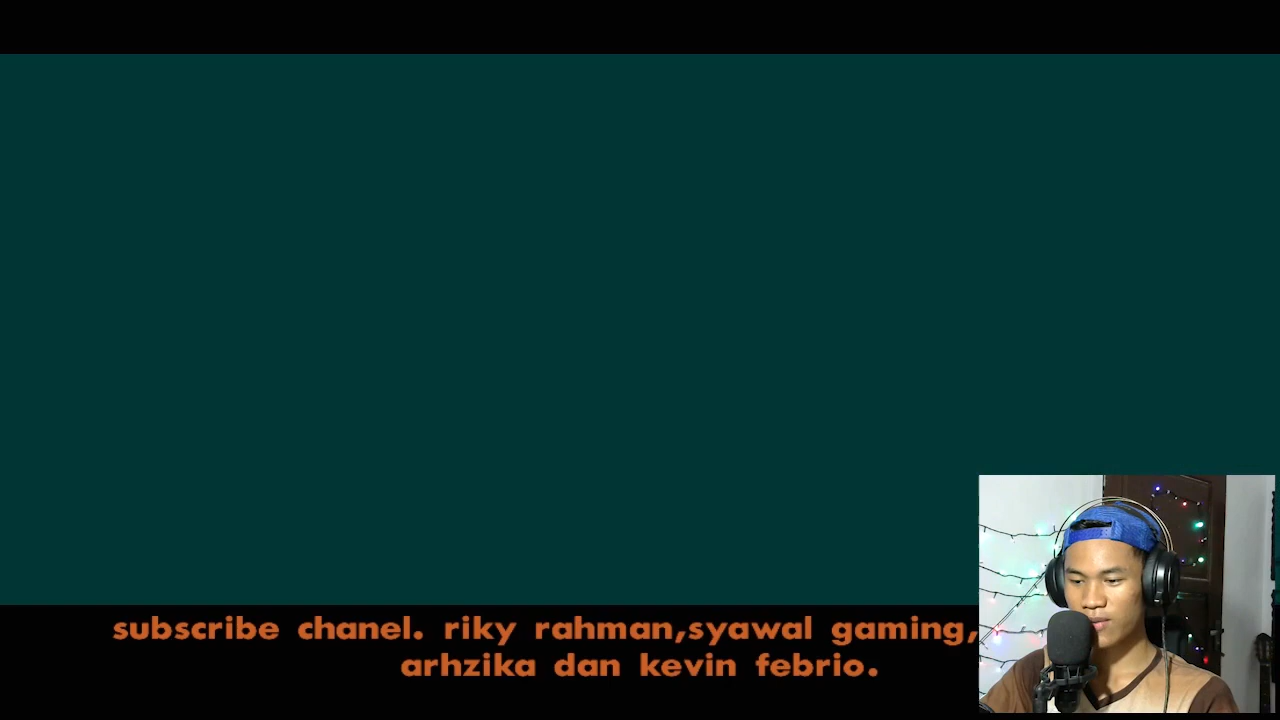 subscribe chanel. riky rahman,syawal gaming,
arhzika dan kevin febrio.